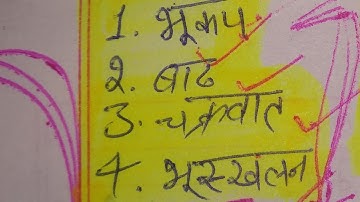 1. भूकंप
2. बाढ
3. चक्रवात
4. भूस्खलन